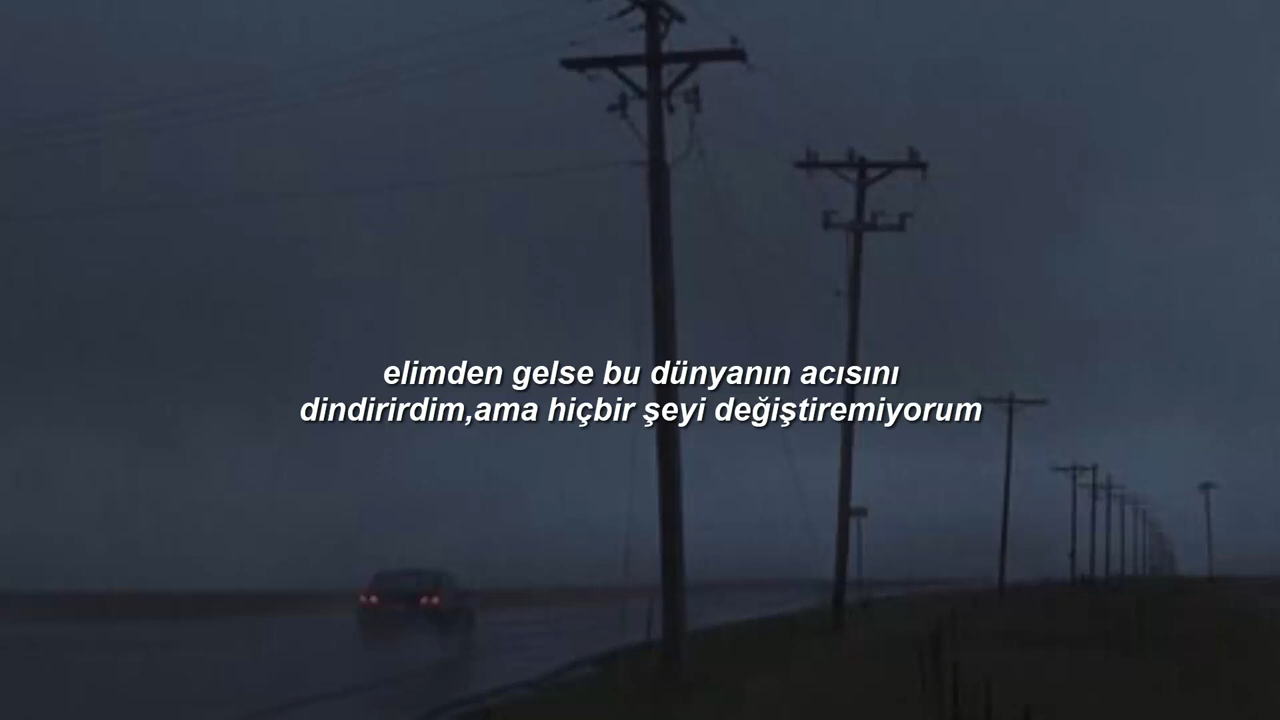 elimden gelse bu dünyanın acısını
dindirirdim,ama hiçbir şeyi değiştiremiyorum